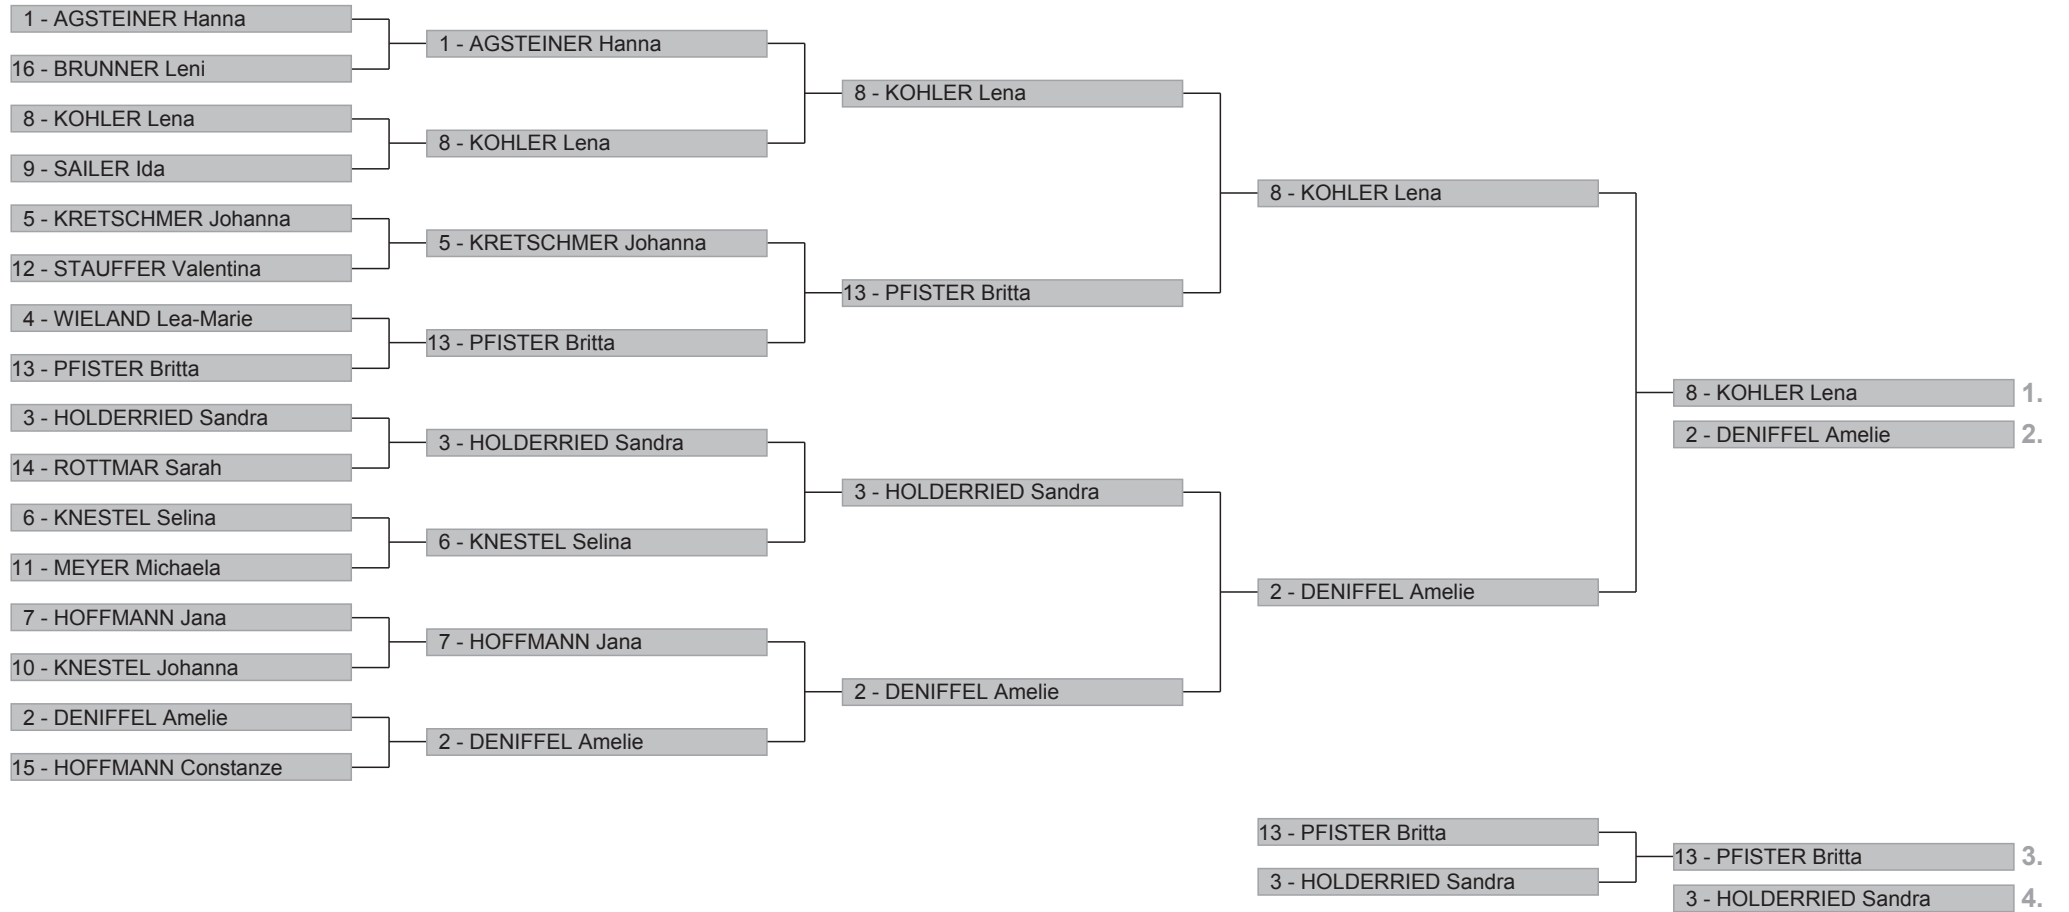 1 - AGSTEINER Hanna
16 - BRUNNER Leni
8 - KOHLER Lena
9 - SAILER Ida
5 - KRETSCHMER Johanna
12 - STAUFFER Valentina
4 - WIELAND Lea-Marie
13 - PFISTER Britta
3 - HOLDERRIED Sandra
14 - ROTTMAR Sarah
6 - KNESTEL Selina
11 - MEYER Michaela
7 - HOFFMANN Jana
10 - KNESTEL Johanna
2 - DENIFFEL Amelie
15 - HOFFMANN Constanze
1 - AGSTEINER Hanna
8 - KOHLER Lena
5 - KRETSCHMER Johanna
13 - PFISTER Britta
3 - HOLDERRIED Sandra
6 - KNESTEL Selina
7 - HOFFMANN Jana
2 - DENIFFEL Amelie
8 - KOHLER Lena
13 - PFISTER Britta
3 - HOLDERRIED Sandra
2 - DENIFFEL Amelie
8 - KOHLER Lena
2 - DENIFFEL Amelie
8 - KOHLER Lena 1.
2 - DENIFFEL Amelie 2.
13 - PFISTER Britta
3 - HOLDERRIED Sandra
13 - PFISTER Britta 3.
3 - HOLDERRIED Sandra 4.